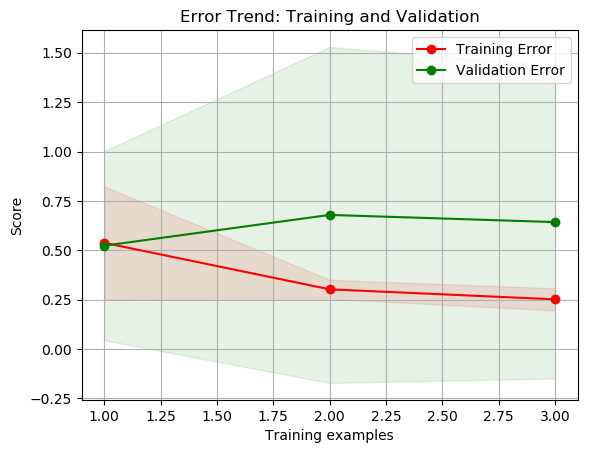 Error Trend: Training and Validation
Training Error
Validation Error
1.50
1.25
1.00
0.75
0.50
0.25
0.00
−0.25
Score
1.00 1.25 1.50 1.75 2.00 2.25 2.50 2.75 3.00
Training examples